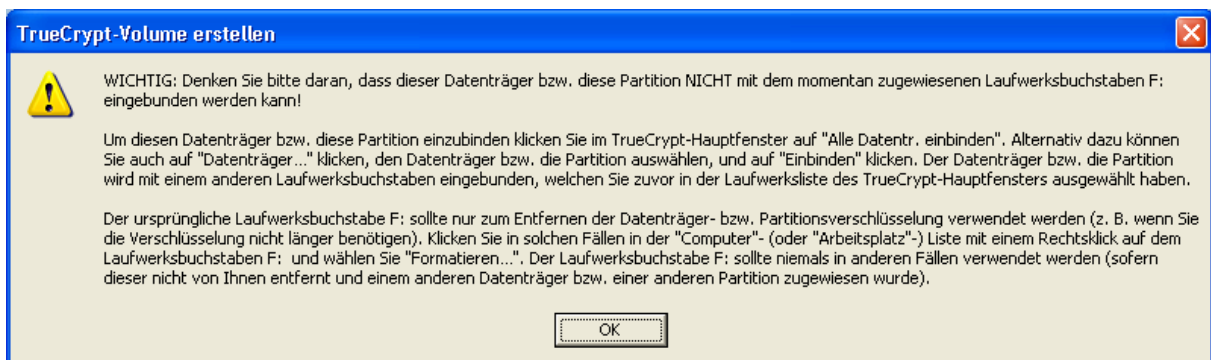 TrueCrypt-Volume erstellen
WICHTIG: Denken Sie bitte daran, dass dieser Datenträger bzw. diese Partition NICHT mit dem momentan zugewiesenen Laufwerksbuchstaben F:
eingebunden werden kann!
Um diesen Datenträger bzw. diese Partition einzubinden klicken Sie im TrueCrypt-Hauptfenster auf "Alle Datentr. einbinden". Alternativ dazu können
Sie auch auf "Datenträger..." klicken, den Datenträger bzw. die Partition auswählen, und auf "Einbinden" klicken. Der Datenträger bzw. die Partition
wird mit einem anderen Laufwerksbuchstaben eingebunden, welchen Sie zuvor in der Laufwerksliste des TrueCrypt-Hauptfensters ausgewählt haben.
Der ursprüngliche Laufwerksbuchstabe F: sollte nur zum Entfernen der Datenträger- bzw. Partitionsverschlüsselung verwendet werden (z. B. wenn Sie
die Verschlüsselung nicht länger benötigen). Klicken Sie in solchen Fällen in der "Computer"- (oder "Arbeitsplatz"-) Liste mit einem Rechtsklick auf dem
Laufwerksbuchstaben F:  und wählen Sie "Formatieren...". Der Laufwerksbuchstabe F: sollte niemals in anderen Fällen verwendet werden (sofern
dieser nicht von Ihnen entfernt und einem anderen Datenträger bzw. einer anderen Partition zugewiesen wurde).
OK